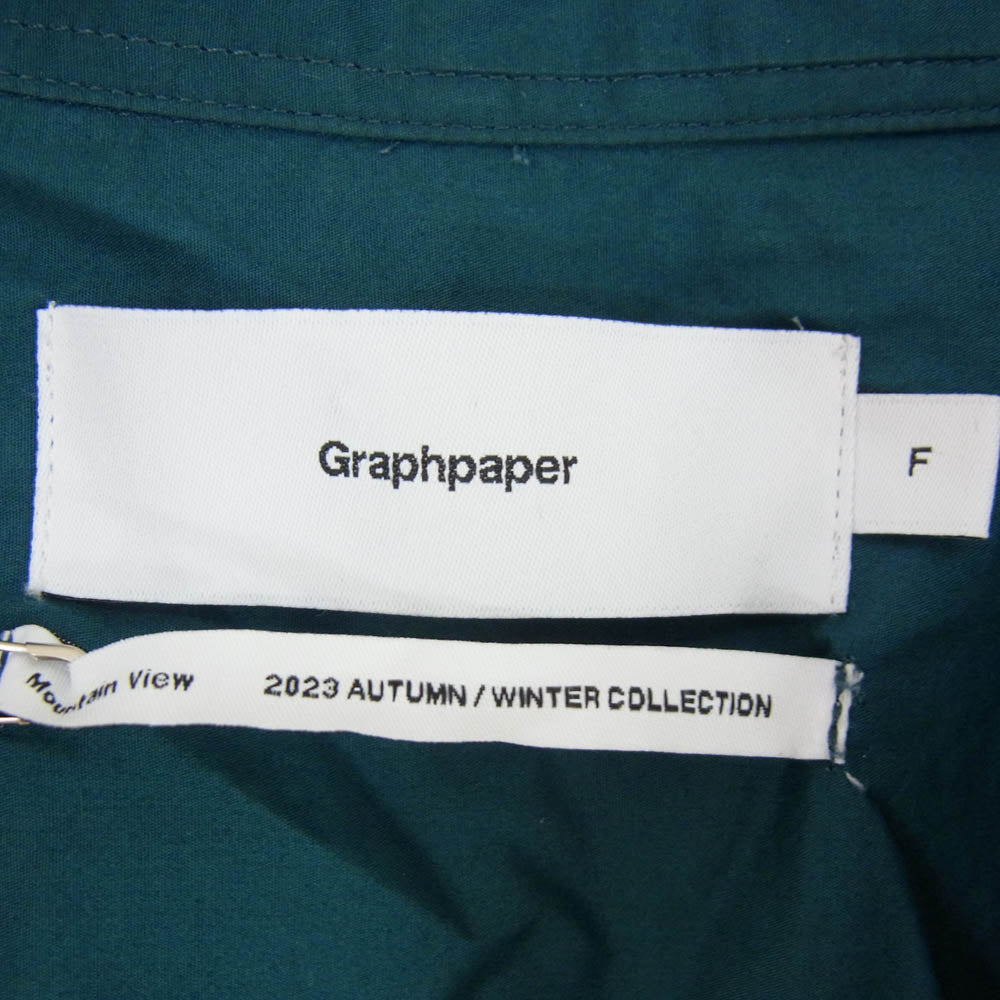 Graphpaper
F
Mountain View 2023 AUTUMN / WINTER COLLECTION